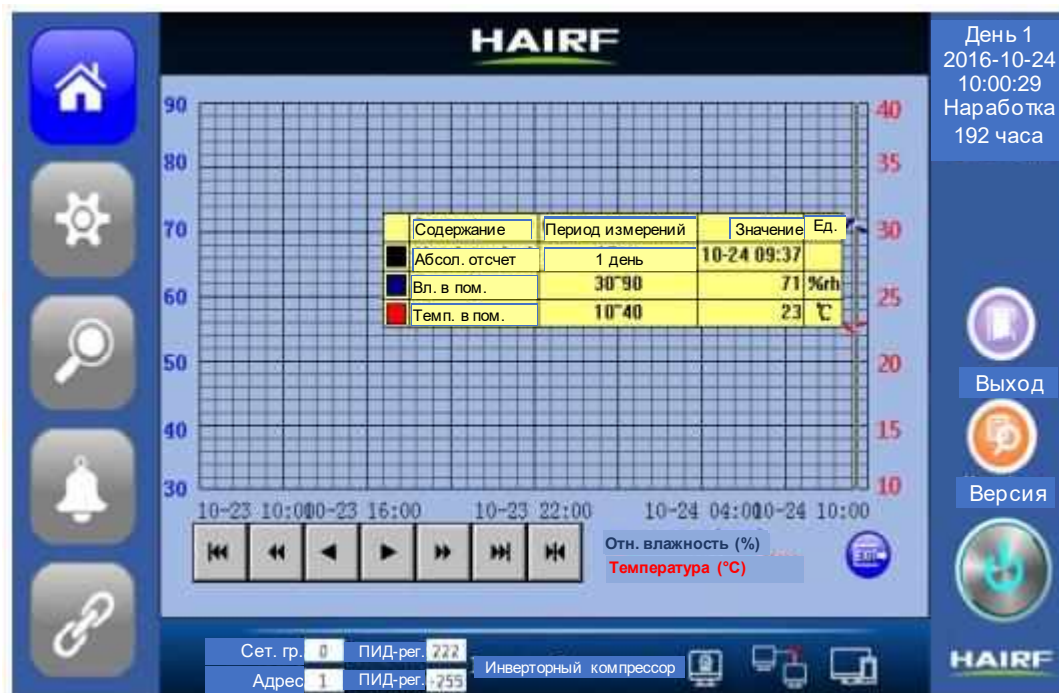 HAIRF
День 1
2016-10-24
10:00:29
Наработка
192 часа
90
80
70
60
50
40
30
40
35
30
25
20
15
10
Содержание Период измерений Значение Ед.
Абсол. отсчет 1 день 10-24 09:37
Вл. в пом. 30~90 71 %rh
Темп. в пом. 10~40 23 ℃
10-23 10:00 10-23 16:00 10-23 22:00 10-24 04:00 10-24 10:00
Отн. влажность (%)
Температура (°C)
Выход
Версия
Сет. гр. 0 ПИД-рег. 222
Адрес 1 ПИД-рег. -255
Инверторный компрессор
HAIRF